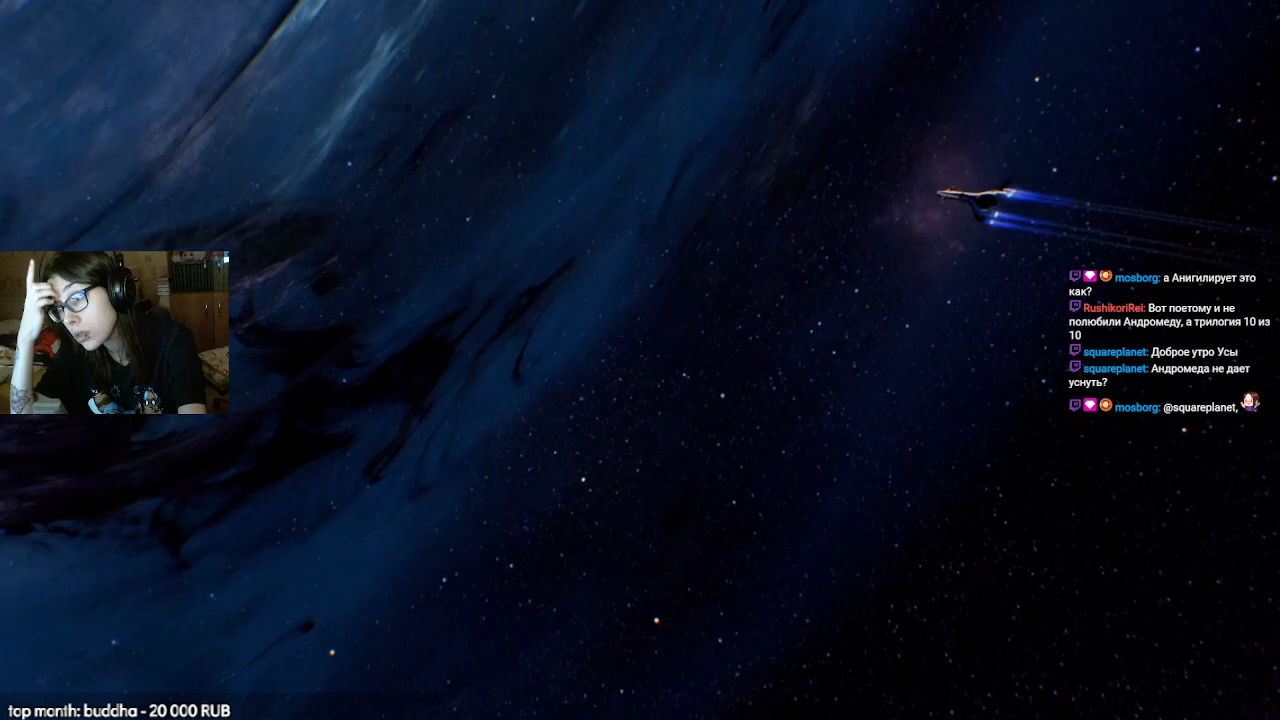 mosborg: а Анигилирует это
как?
RushikoriRei: Вот поетому и не
полюбили Андромеду, а трилогия 10 из
10
squareplanet: Доброе утро Усы
squareplanet: Андромеда не дает
уснуть?
mosborg: @squareplanet,
top month: buddha - 20 000 RUB